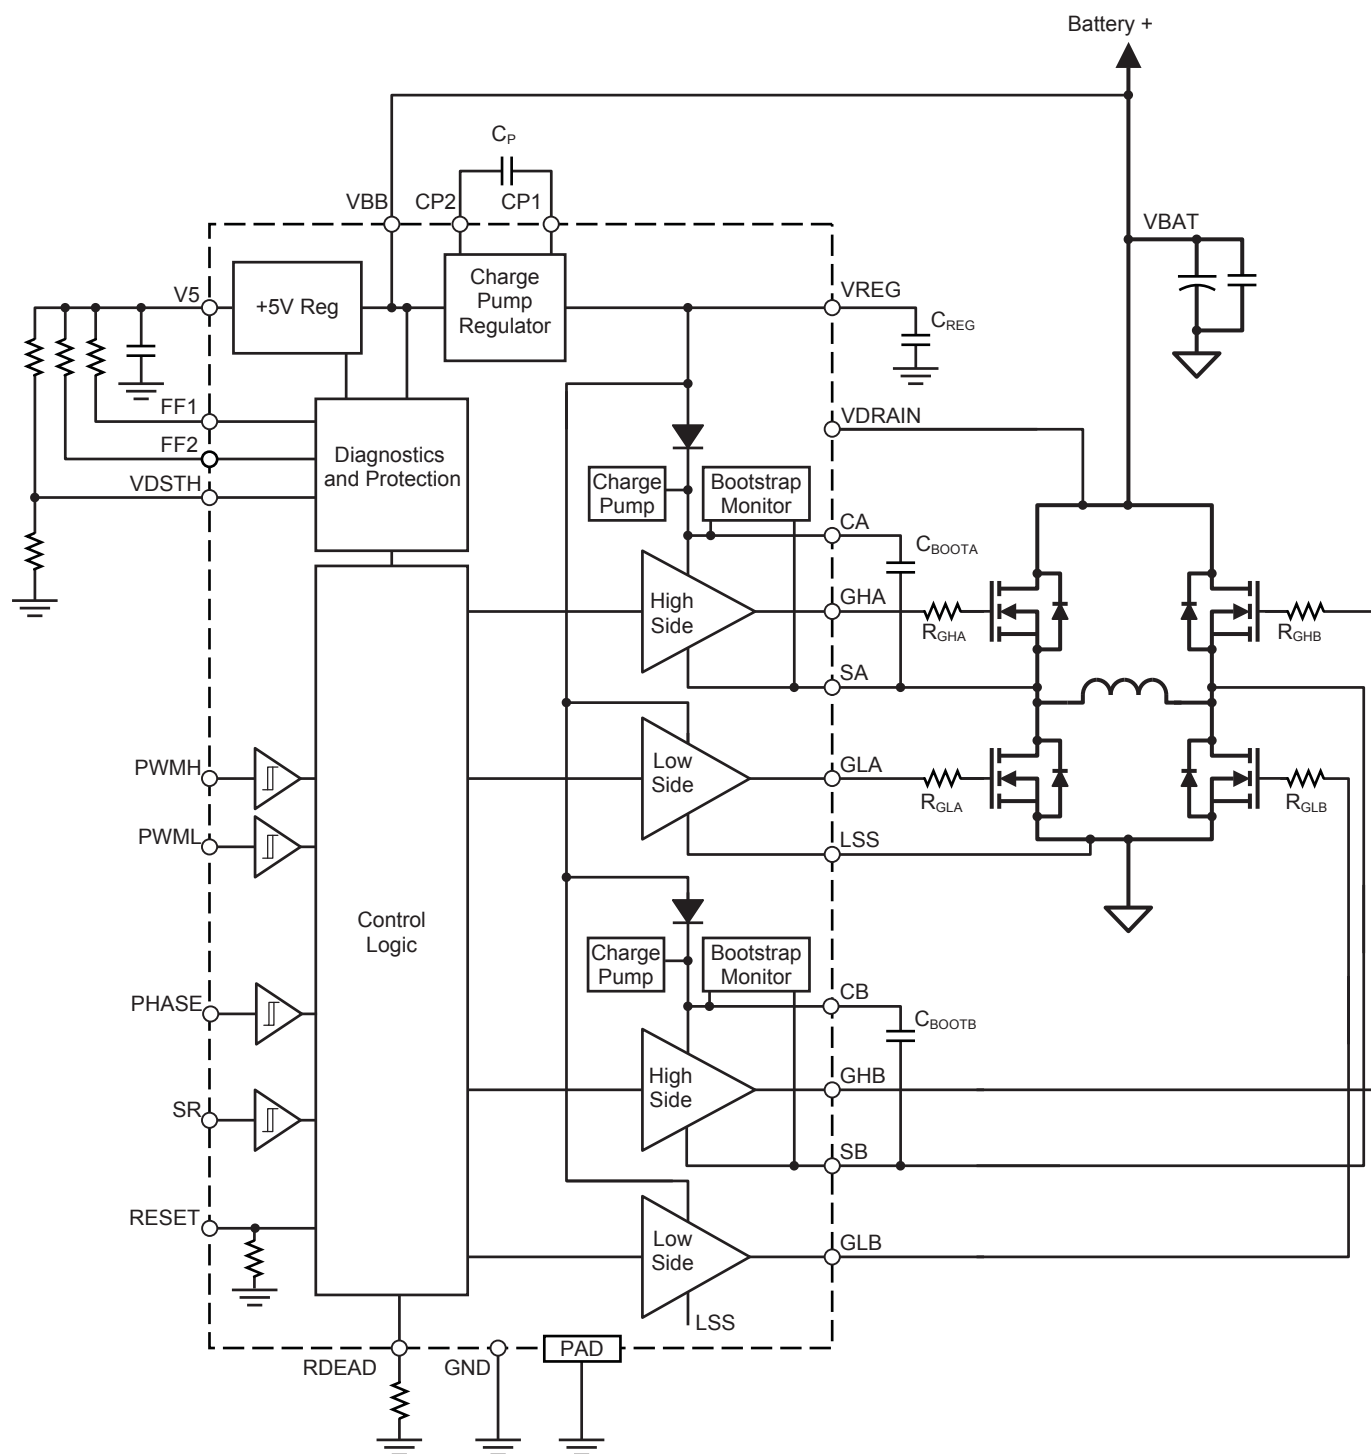 Battery +
CP
VBB
CP2
CP1
VBAT
V5
+5V Reg
Charge
Pump
Regulator
VREG
CREG
FF1
FF2
VDSTH
Diagnostics
and Protection
VDRAIN
Charge
Pump
Bootstrap
Monitor
CA
CBOOTA
High
Side
GHA
RGHA
RGHB
SA
PWMH
Low
Side
GLA
RGLA
RGLB
PWML
LSS
Control
Logic
Charge
Pump
Bootstrap
Monitor
PHASE
CB
CBOOTB
High
Side
GHB
SR
SB
RESET
Low
Side
GLB
LSS
RDEAD
GND
PAD